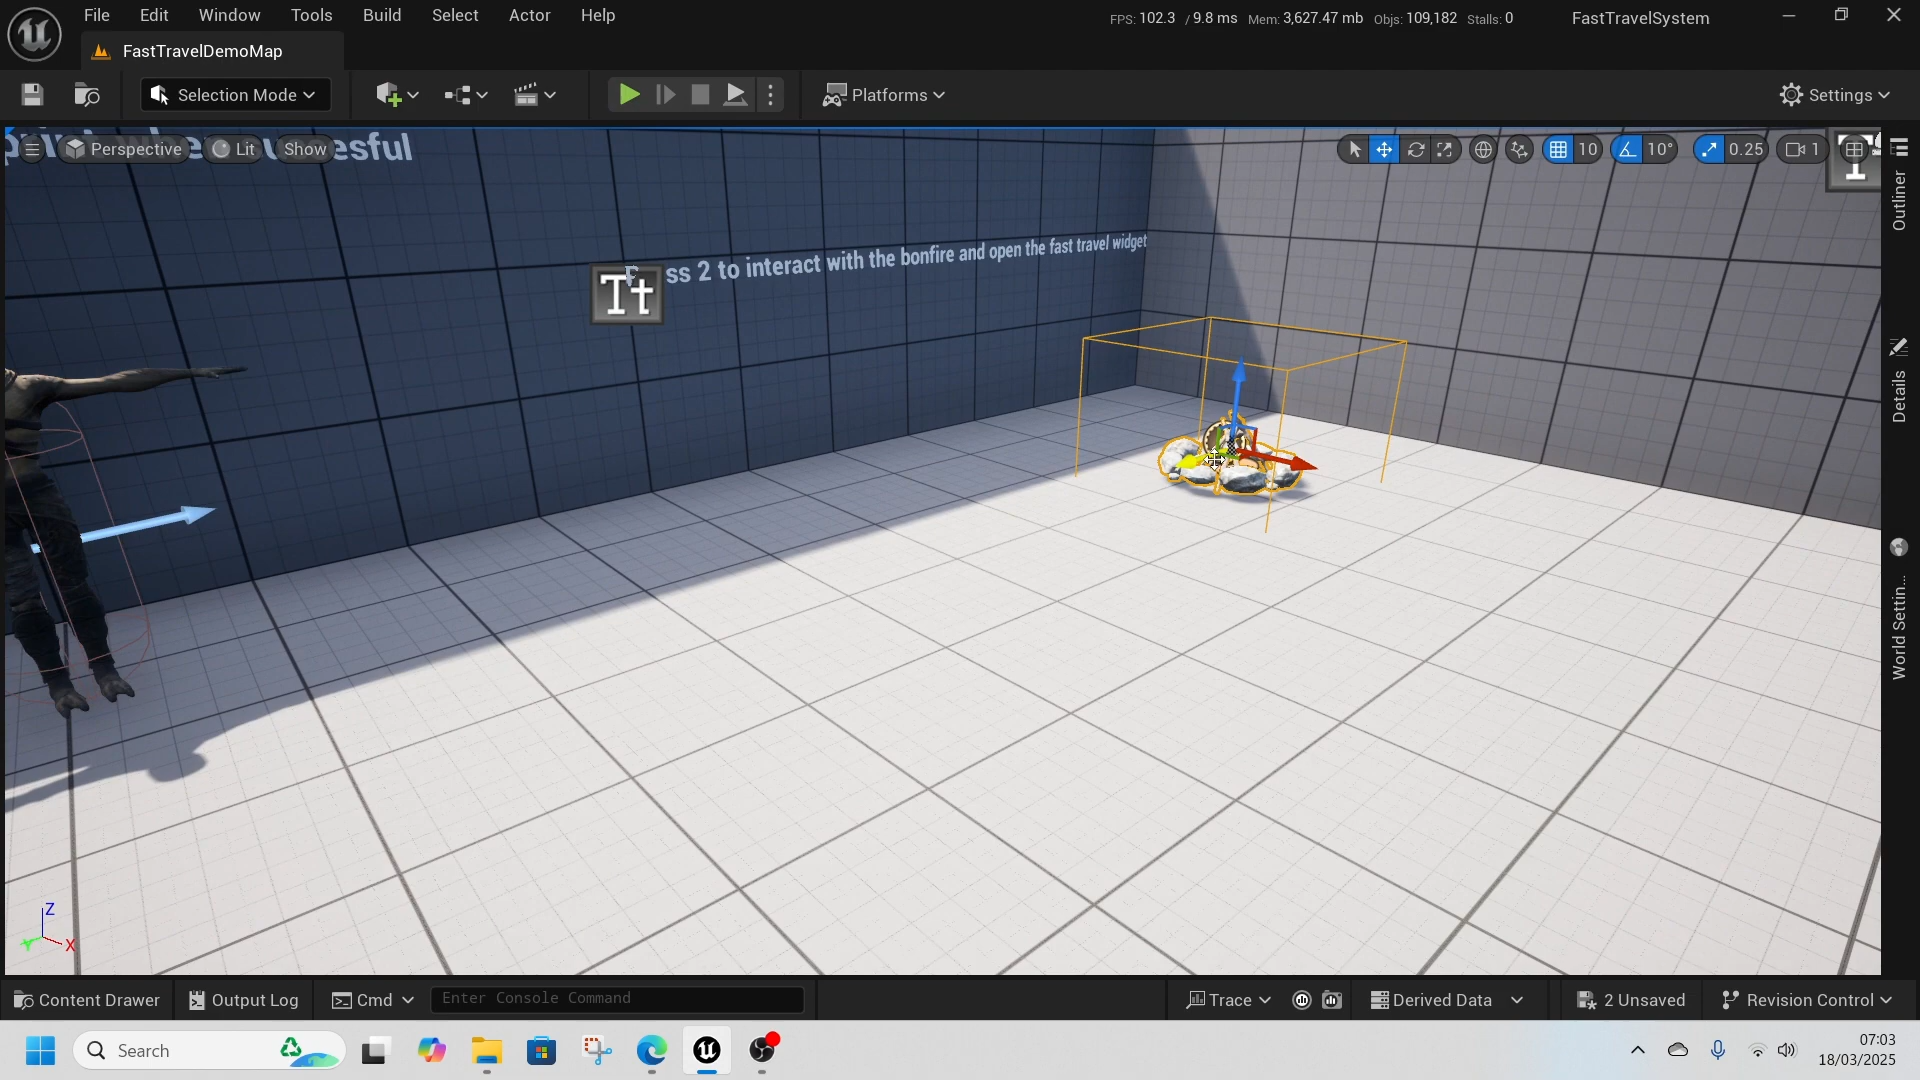 File Edit Window Tools Build Select Actor Help
FPS: 102.3 / 9.8 ms Mem: 3,627.47 mb Objs: 109,182 Stalls: 0
FastTravelSystem
FastTravelDemoMap
Selection Mode
Platforms
Settings
Perspective Lit Show
10 10° 0.25 1
ss 2 to interact with the bonfire and open the fast travel widget
Tt
Outliner
Details
World Settin...
Z
X
Y
Content Drawer Output Log Cmd Enter Console Command Trace Derived Data 2 Unsaved Revision Control
Search
07:03
18/03/2025